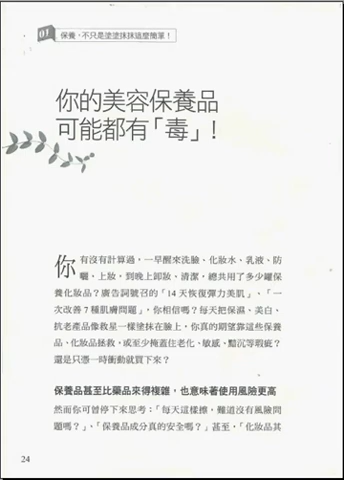 01 保養，不只是塗塗抹抹這麼簡單！
你的美容保養品
可能都有「毒」！
你有沒有計算過，一早醒來洗臉、化妝水、乳液、防
曬、上妝，到晚上卸妝、清潔，總共用了多少罐保
養化妝品？廣告詞號召的「14天恢復彈力美肌」、「一
次改善7種肌膚問題」，你相信嗎？每天把保濕、美白、
抗老產品像救星一樣塗抹在臉上，你真的期望靠這些保養
品、化妝品拯救，或至少掩蓋住老化、敏感、黯沉等瑕疵？
還是只憑一時衝動就買下來？
保養品甚至比藥品來得複雜，也意味著使用風險更高
然而你可曾停下來思考：「每天這樣擦，難道沒有風險問
題嗎？」、「保養品成分真的安全嗎？」甚至，「化妝品其
24